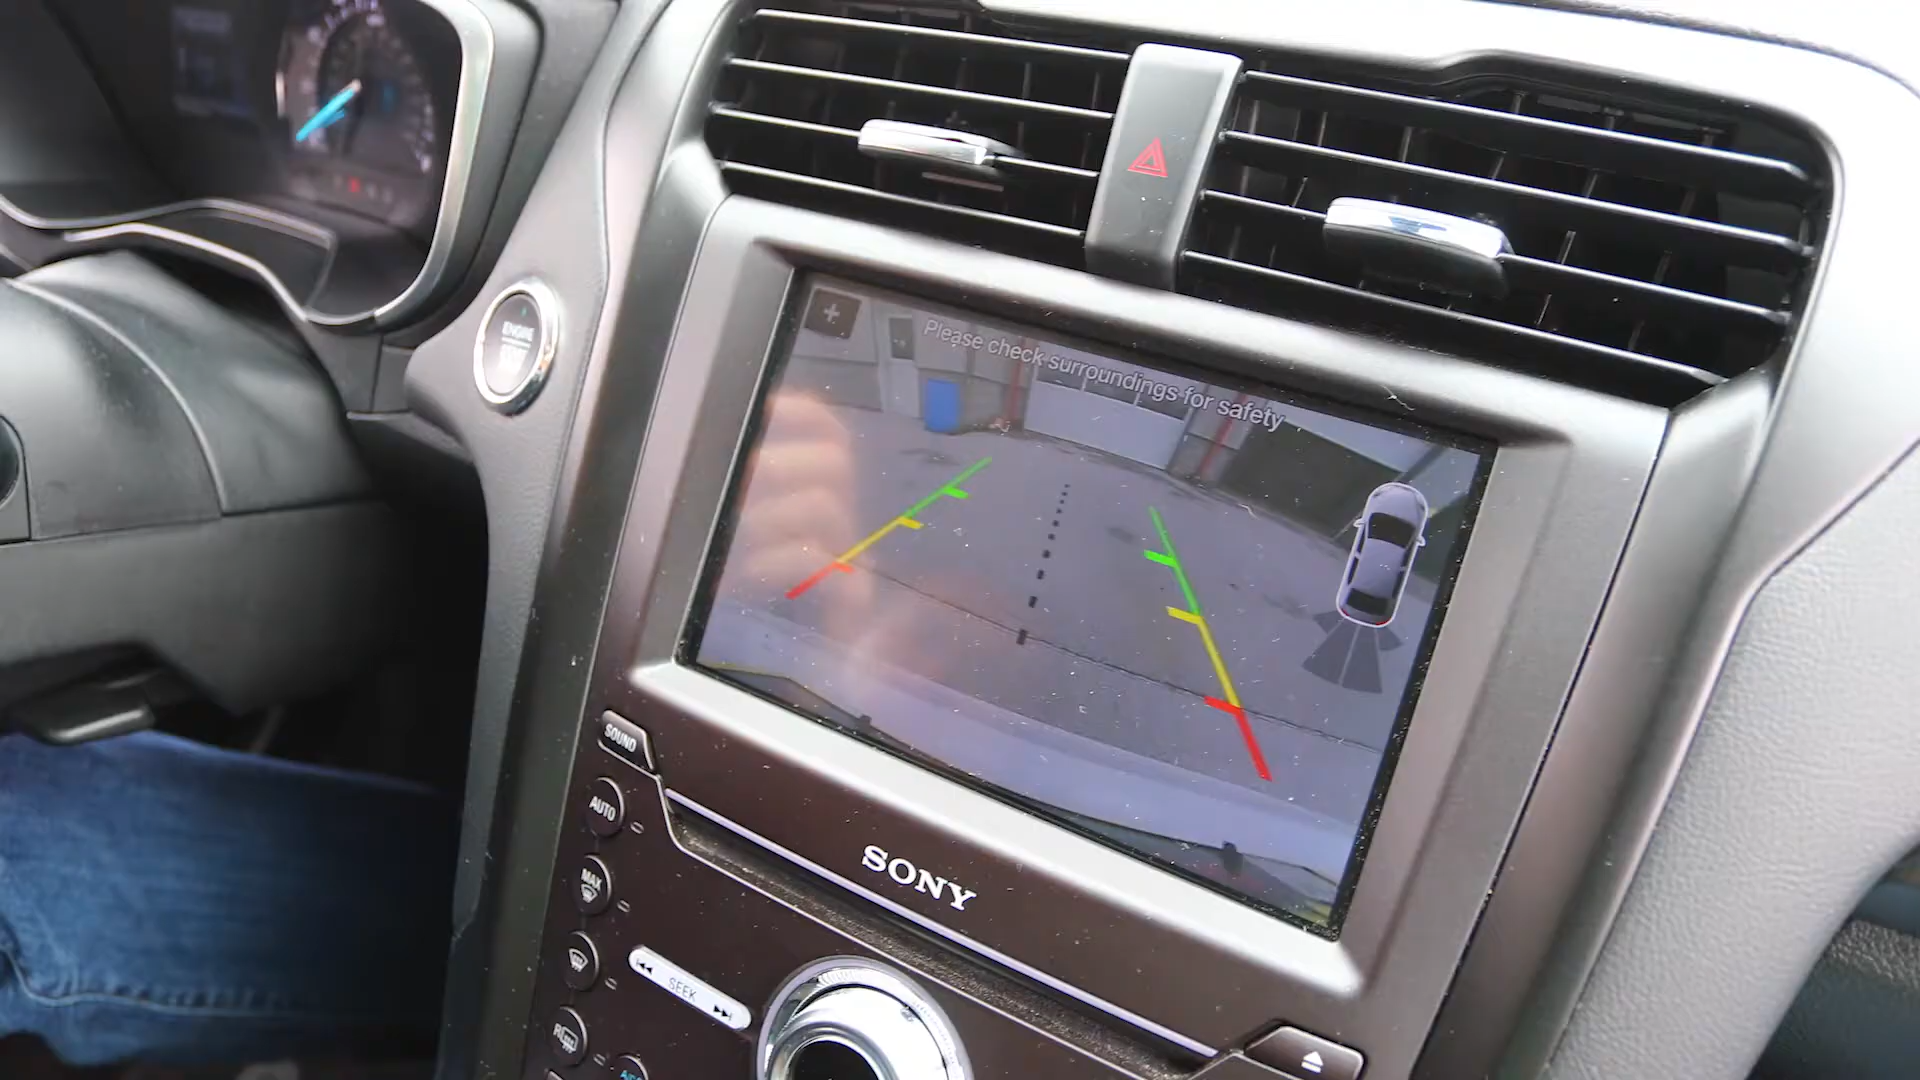 ENGINE
Please check surroundings for safety
SOUND
AUTO
MAX
SONY
SEEK
R
A/C